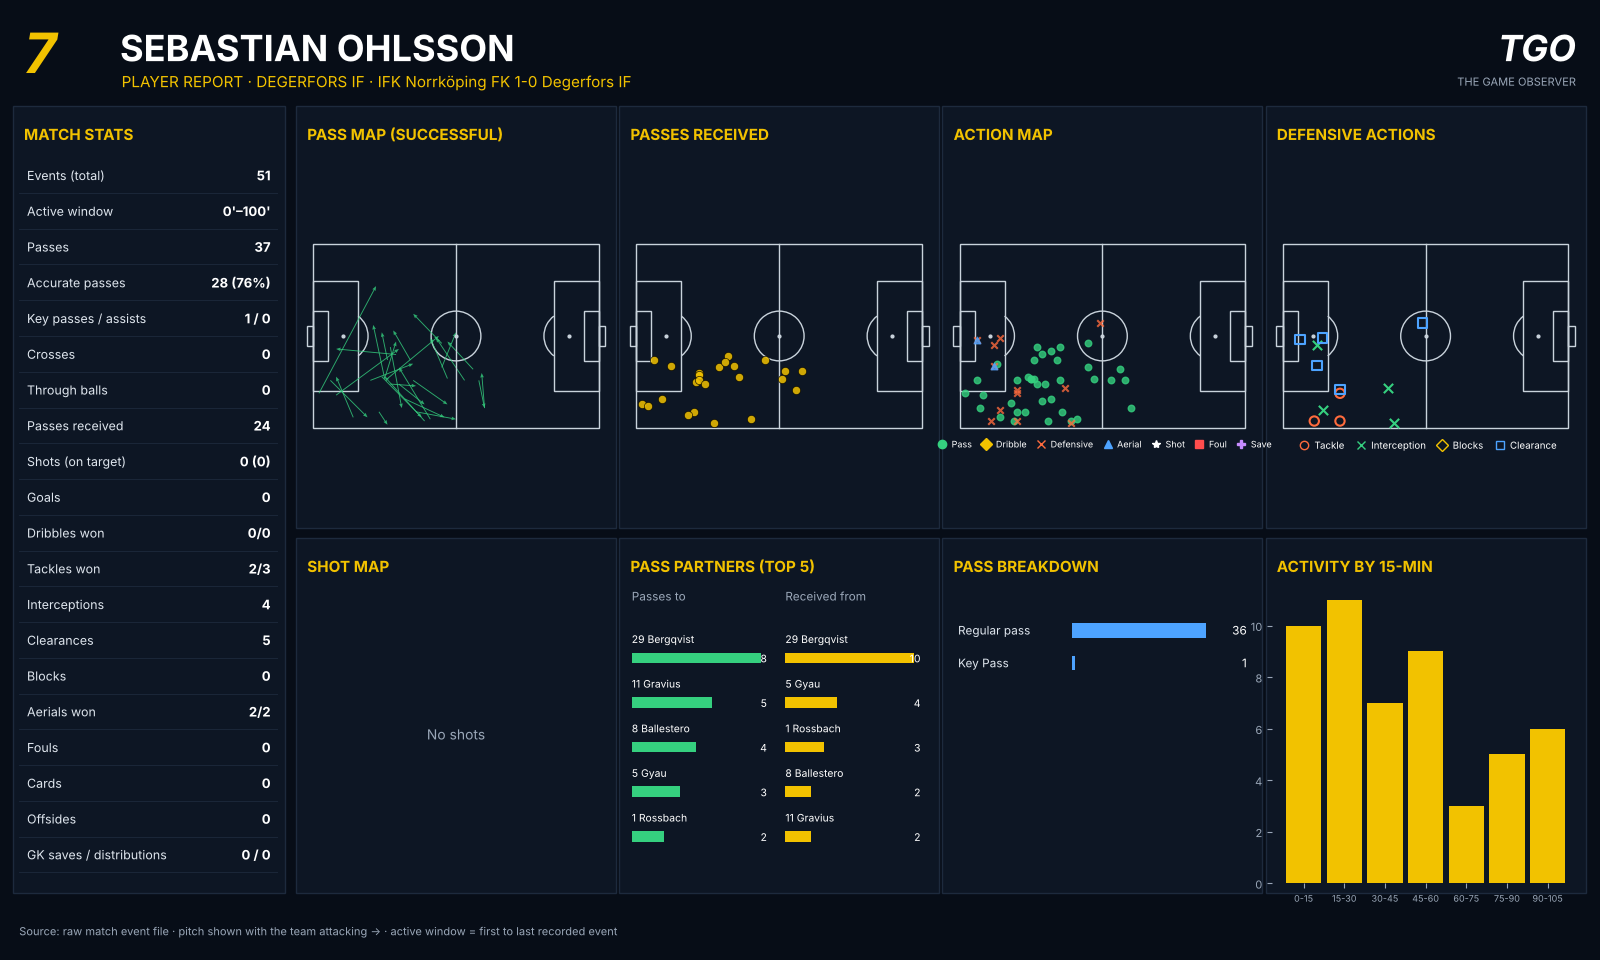 7
SEBASTIAN OHLSSON
PLAYER REPORT · DEGERFORS IF · IFK Norrköping FK 1-0 Degerfors IF
TGO
THE GAME OBSERVER
MATCH STATS
Events (total) 51
Active window 0'–100'
Passes 37
Accurate passes 28 (76%)
Key passes / assists 1 / 0
Crosses 0
Through balls 0
Passes received 24
Shots (on target) 0 (0)
Goals 0
Dribbles won 0/0
Tackles won 2/3
Interceptions 4
Clearances 5
Blocks 0
Aerials won 2/2
Fouls 0
Cards 0
Offsides 0
GK saves / distributions 0 / 0
PASS MAP (SUCCESSFUL)
PASSES RECEIVED
ACTION MAP
Pass Dribble Defensive Aerial Shot Foul Save
DEFENSIVE ACTIONS
Tackle Interception Blocks Clearance
SHOT MAP
No shots
PASS PARTNERS (TOP 5)
Passes to
29 Bergqvist
8
11 Gravius
5
8 Ballestero
4
5 Gyau
3
1 Rossbach
2
Received from
29 Bergqvist
0
5 Gyau
4
1 Rossbach
3
8 Ballestero
2
11 Gravius
2
PASS BREAKDOWN
Regular pass 36
Key Pass 1
ACTIVITY BY 15-MIN
10
8
6
4
2
0
0-15 15-30 30-45 45-60 60-75 75-90 90-105
Source: raw match event file · pitch shown with the team attacking → · active window = first to last recorded event